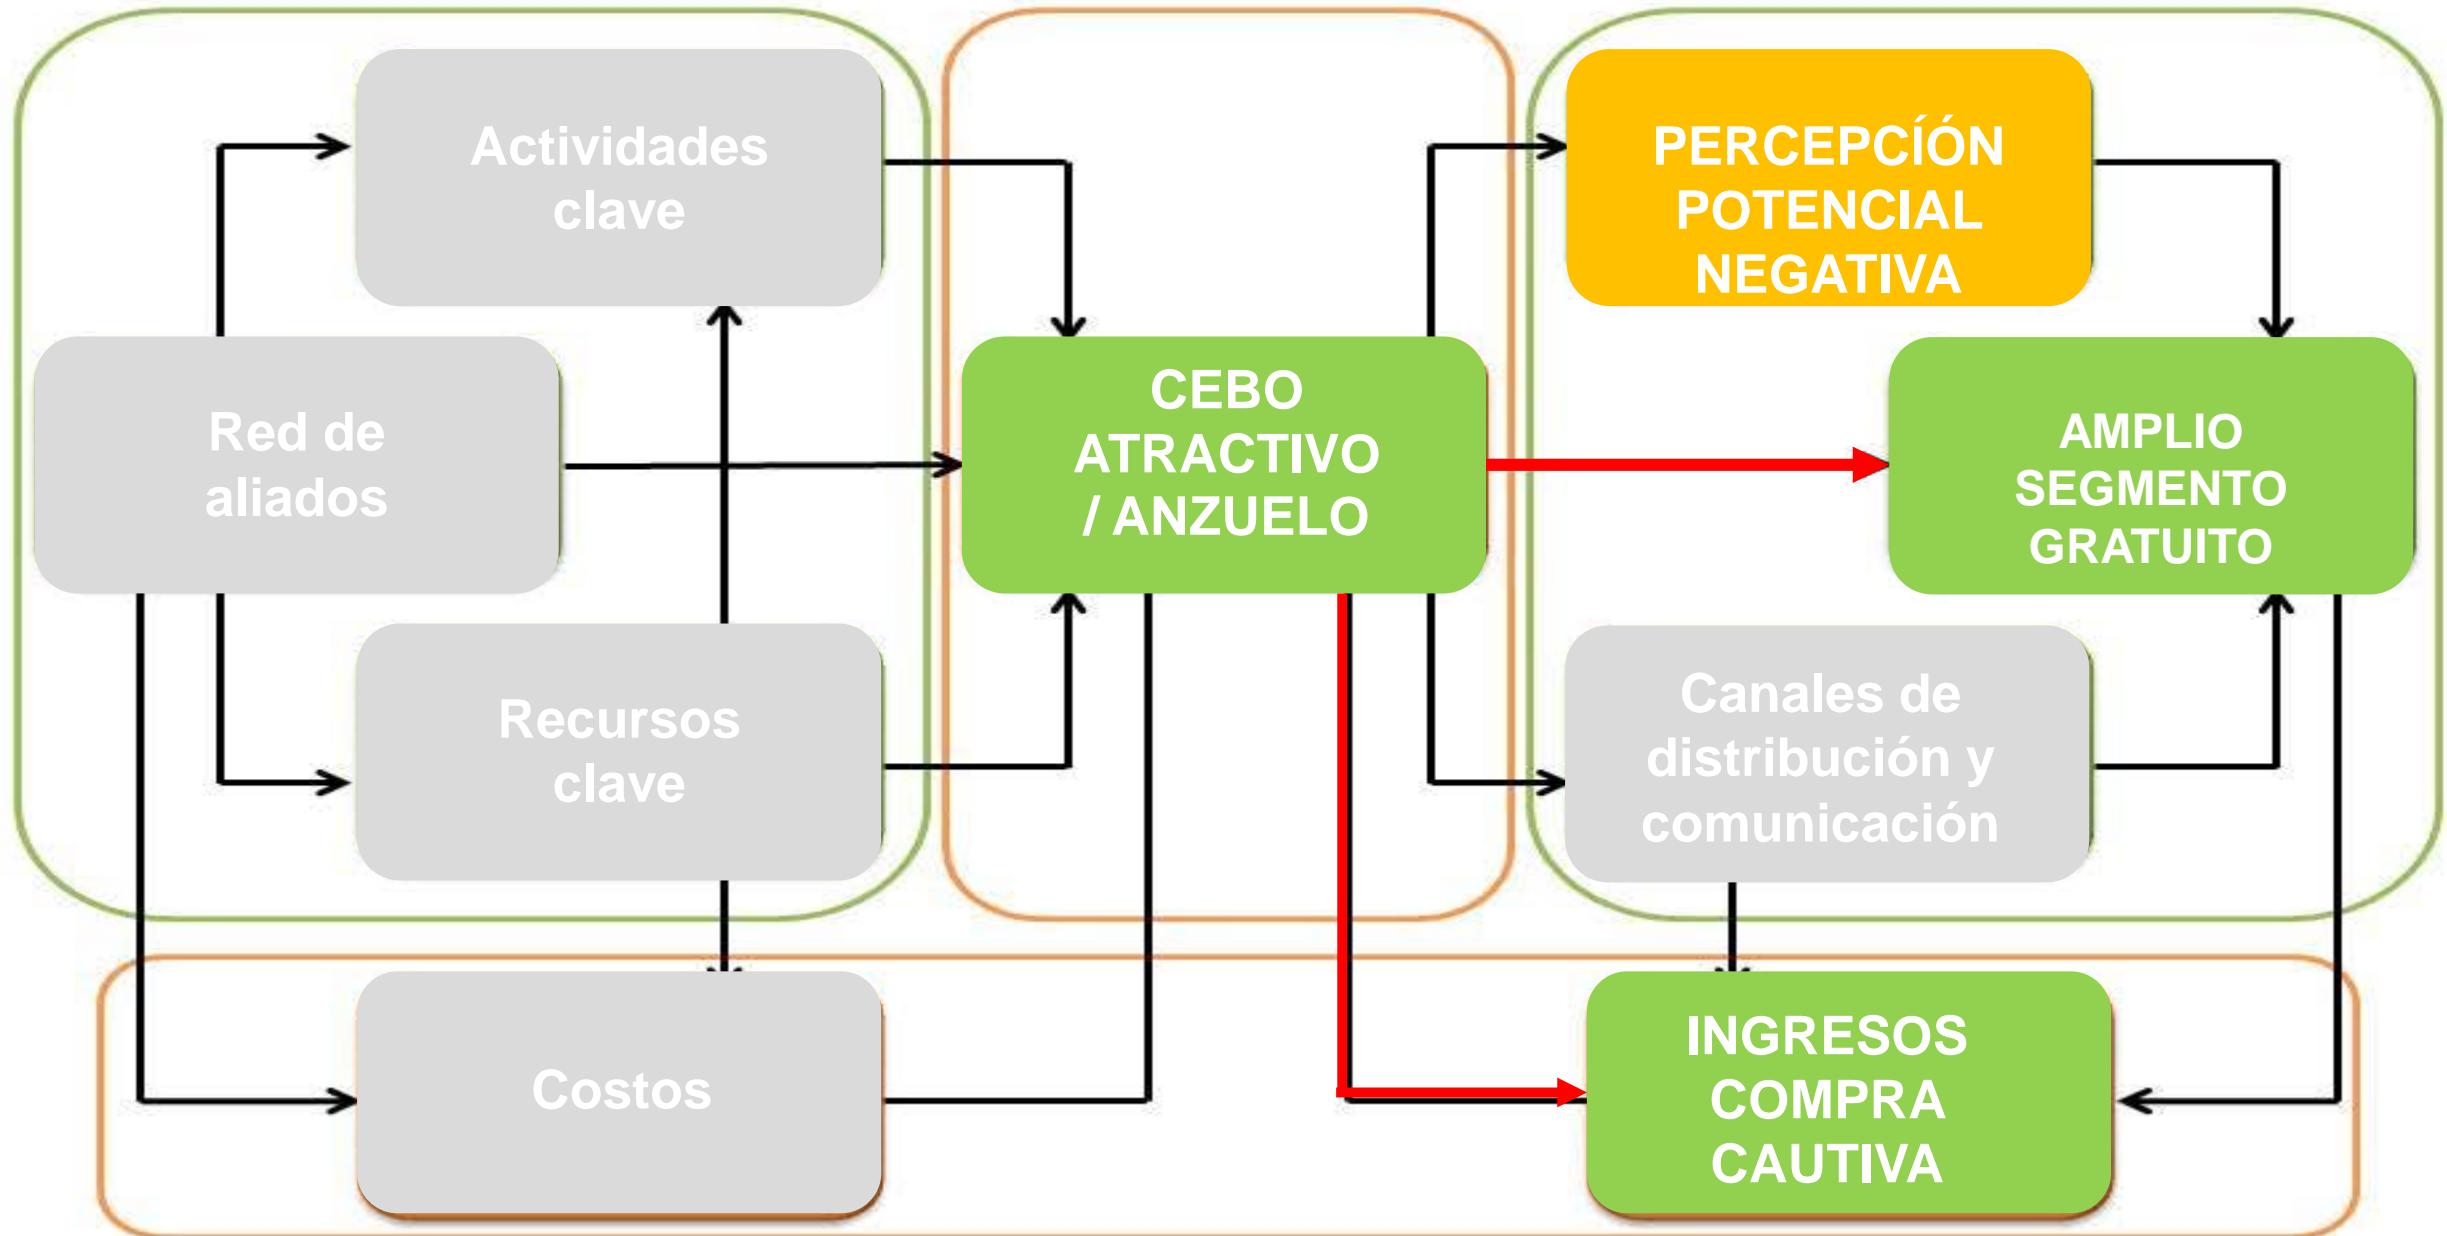 Actividades
clave
Red de
aliados
Recursos
clave
Costos
CEBO
ATRACTIVO
/ ANZUELO
PERCEPCÍÓN
POTENCIAL
NEGATIVA
AMPLIO
SEGMENTO
GRATUITO
Canales de
distribución y
comunicación
INGRESOS
COMPRA
CAUTIVA